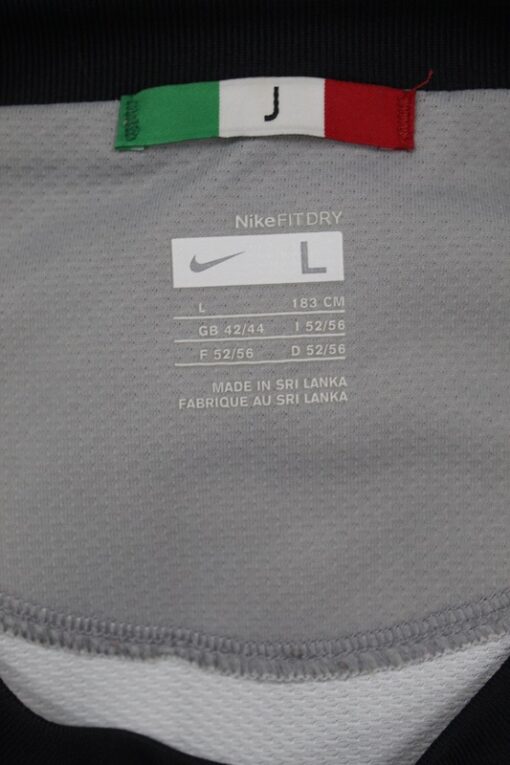 J
NikeFITDRY
L
L 183 CM
GB 42/44 I 52/56
F 52/56 D 52/56
MADE IN SRI LANKA
FABRIQUE AU SRI LANKA